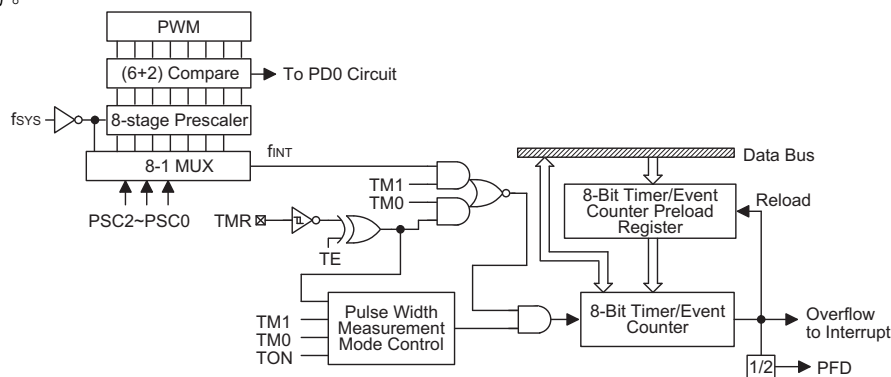 ) 。
PWM
(6+2) Compare
To PD0 Circuit
fSYS
8-stage Prescaler
8-1 MUX
fINT
Data Bus
TM1
TM0
8-Bit Timer/Event
Counter Preload
Register
Reload
PSC2~PSC0
TMR
TE
TM1
TM0
TON
Pulse Width
Measurement
Mode Control
8-Bit Timer/Event
Counter
Overflow
to Interrupt
1/2
PFD